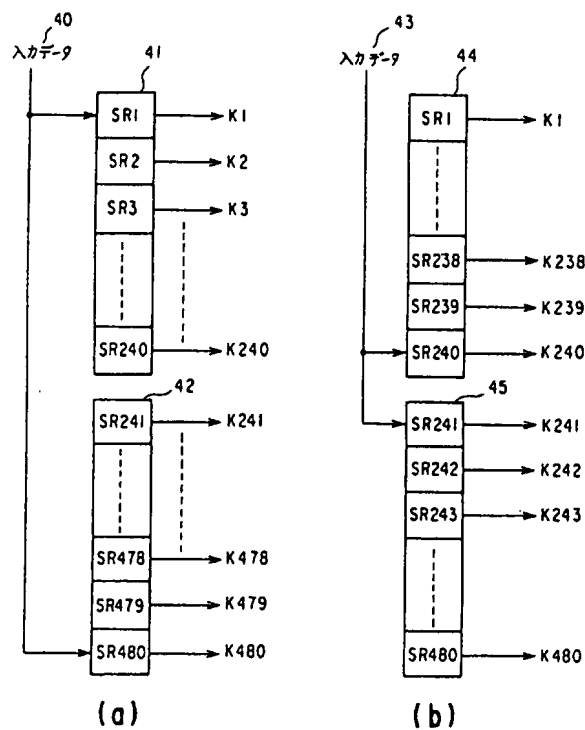 40
入力データ
41
SR1
K1
SR2
K2
SR3
K3
SR240
K240
42
SR241
K241
SR478
K478
SR479
K479
SR480
K480
(a)
43
入力データ
44
SR1
K1
SR238
K238
SR239
K239
SR240
K240
45
SR241
K241
SR242
K242
SR243
K243
SR480
K480
(b)